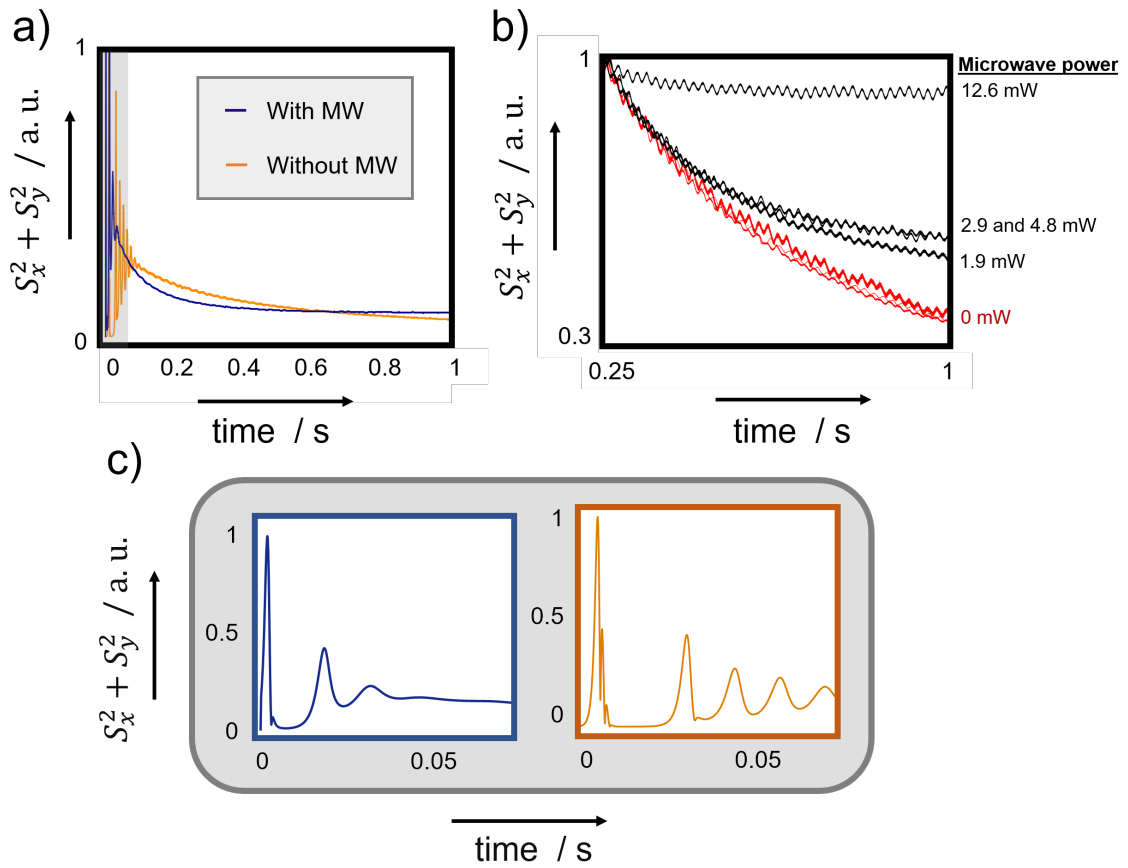 a)
1
With MW
Without MW
S_x^2 + S_y^2 / a. u.
0
0 0.2 0.4 0.6 0.8 1
time / s
b)
1
Microwave power
12.6 mW
2.9 and 4.8 mW
1.9 mW
0 mW
S_x^2 + S_y^2 / a. u.
0.3
0.25 1
time / s
c)
1
0.5
0
0 0.05
S_x^2 + S_y^2 / a. u.
1
0.5
0
0 0.05
time / s